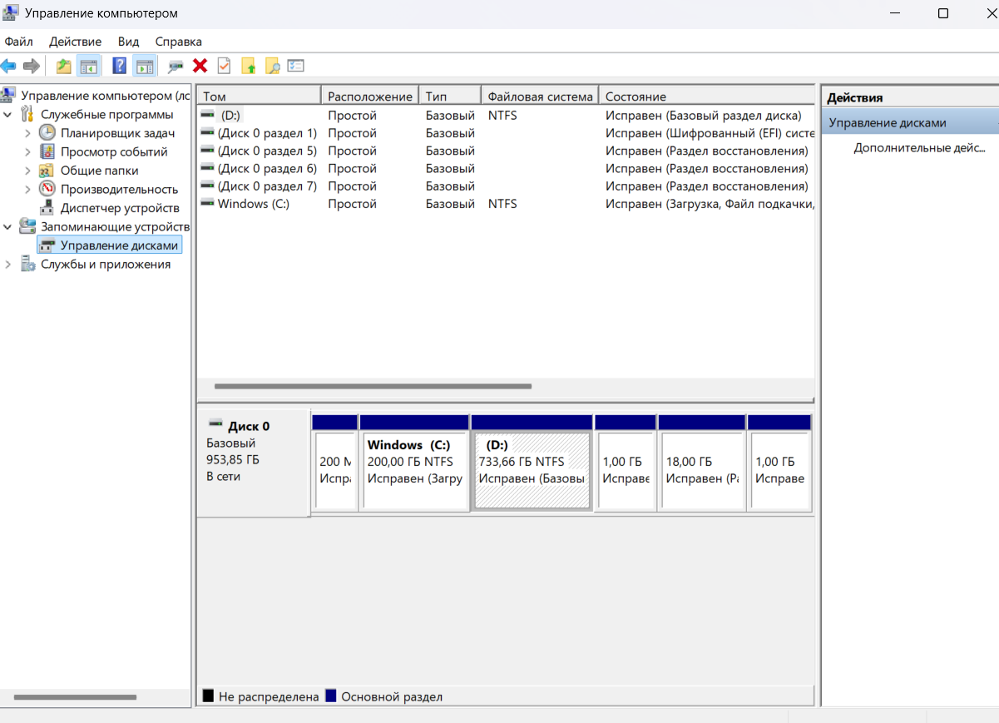 Управление компьютером
Файл Действие Вид Справка
Управление компьютером (лс
Служебные программы
Планировщик задач
Просмотр событий
Общие папки
Производительность
Диспетчер устройств
Запоминающие устройств
Управление дисками
Службы и приложения
Том Расположение Тип Файловая система Состояние
(D:) Простой Базовый NTFS Исправен (Базовый раздел диска)
(Диск 0 раздел 1) Простой Базовый Исправен (Шифрованный (EFI) систе
(Диск 0 раздел 5) Простой Базовый Исправен (Раздел восстановления)
(Диск 0 раздел 6) Простой Базовый Исправен (Раздел восстановления)
(Диск 0 раздел 7) Простой Базовый Исправен (Раздел восстановления)
Windows (C:) Простой Базовый NTFS Исправен (Загрузка, Файл подкачки,
Диск 0
Базовый
953,85 ГБ
В сети
200 М
Испра
Windows (C:)
200,00 ГБ NTFS
Исправен (Загру
(D:)
733,66 ГБ NTFS
Исправен (Базовы
1,00 ГБ
Исправе
18,00 ГБ
Исправен (Ра
1,00 ГБ
Исправе
Не распределена Основной раздел
Действия
Управление дисками
Дополнительные дейс...